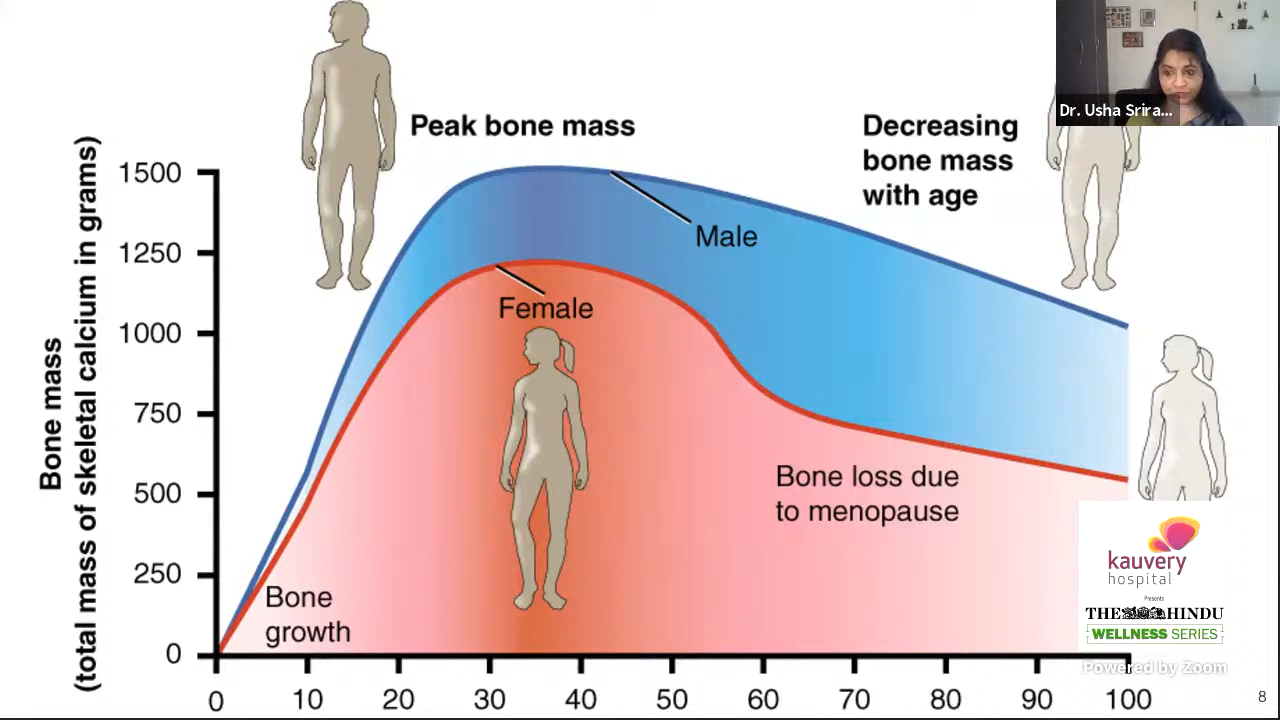 Dr. Usha Srira...
Peak bone mass
Decreasing
bone mass
with age
Bone mass
(total mass of skeletal calcium in grams)
1500
1250
1000
750
500
250
0
Male
Female
Bone loss due
to menopause
Bone
growth
0 10 20 30 40 50 60 70 80 90 100
kauvery
hospital
Presents
THE HINDU
WELLNESS SERIES
Powered by Zoom
8